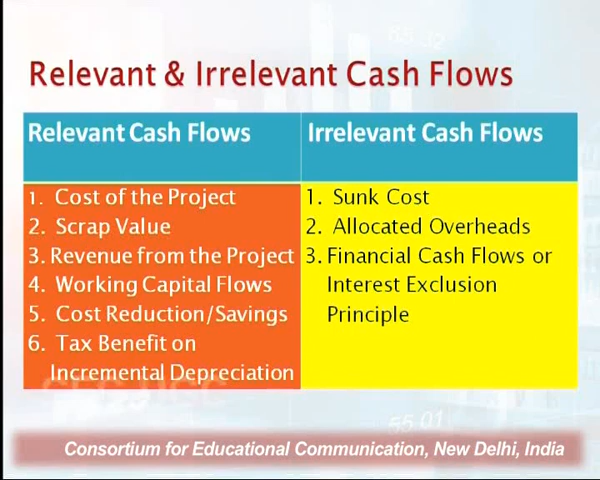 Relevant & Irrelevant Cash Flows
Relevant Cash Flows
1. Cost of the Project
2. Scrap Value
3. Revenue from the Project
4. Working Capital Flows
5. Cost Reduction/Savings
6. Tax Benefit on
Incremental Depreciation
Irrelevant Cash Flows
1. Sunk Cost
2. Allocated Overheads
3. Financial Cash Flows or
Interest Exclusion
Principle
55.01
Consortium for Educational Communication, New Delhi, India